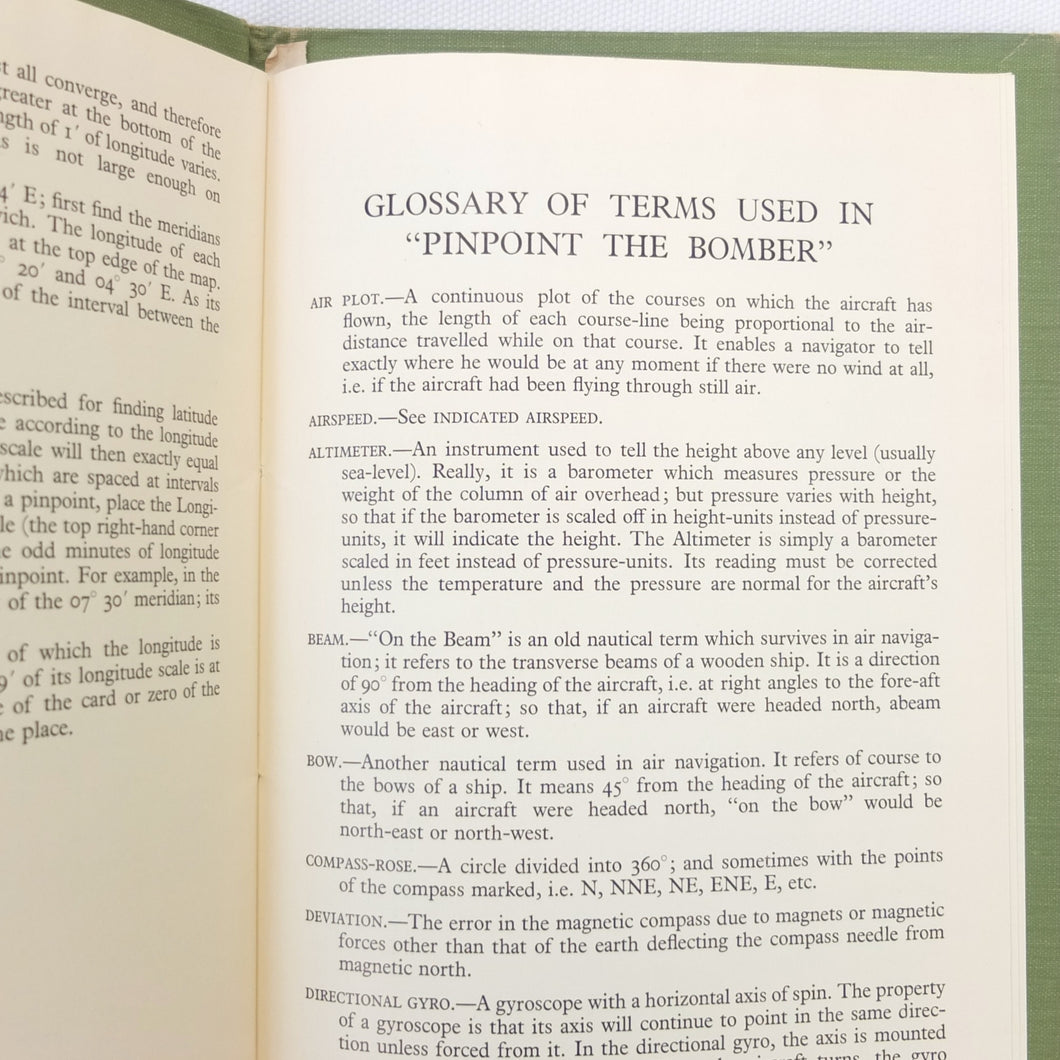 t all converge, and therefore
reater at the bottom of the
ngth of 1′ of longitude varies.
s is not large enough on
4′ E; first find the meridians
ich. The longitude of each
at the top edge of the map.
° 20′ and 04° 30′ E. As its
of the interval between the
escribed for finding latitude
e according to the longitude
scale will then exactly equal
which are spaced at intervals
a pinpoint, place the Longi-
le (the top right-hand corner
e odd minutes of longitude
inpoint. For example, in the
of the 07° 30′ meridian; its
of which the longitude is
9′ of its longitude scale is at
e of the card or zero of the
he place.
GLOSSARY OF TERMS USED IN
“PINPOINT THE BOMBER”
AIR PLOT.—A continuous plot of the courses on which the aircraft has
flown, the length of each course-line being proportional to the air-
distance travelled while on that course. It enables a navigator to tell
exactly where he would be at any moment if there were no wind at all,
i.e. if the aircraft had been flying through still air.
AIRSPEED.—See INDICATED AIRSPEED.
ALTIMETER.—An instrument used to tell the height above any level (usually
sea-level). Really, it is a barometer which measures pressure or the
weight of the column of air overhead; but pressure varies with height,
so that if the barometer is scaled off in height-units instead of pressure-
units, it will indicate the height. The Altimeter is simply a barometer
scaled in feet instead of pressure-units. Its reading must be corrected
unless the temperature and the pressure are normal for the aircraft’s
height.
BEAM.—“On the Beam” is an old nautical term which survives in air naviga-
tion; it refers to the transverse beams of a wooden ship. It is a direction
of 90° from the heading of the aircraft, i.e. at right angles to the fore-aft
axis of the aircraft; so that, if an aircraft were headed north, abeam
would be east or west.
BOW.—Another nautical term used in air navigation. It refers of course to
the bows of a ship. It means 45° from the heading of the aircraft; so
that, if an aircraft were headed north, “on the bow” would be
north-east or north-west.
COMPASS-ROSE.—A circle divided into 360°; and sometimes with the points
of the compass marked, i.e. N, NNE, NE, ENE, E, etc.
DEVIATION.—The error in the magnetic compass due to magnets or magnetic
forces other than that of the earth deflecting the compass needle from
magnetic north.
DIRECTIONAL GYRO.—A gyroscope with a horizontal axis of spin. The property
of a gyroscope is that its axis will continue to point in the same direc-
tion unless forced from it. In the directional gyro, the axis is mounted
turns, the gyro